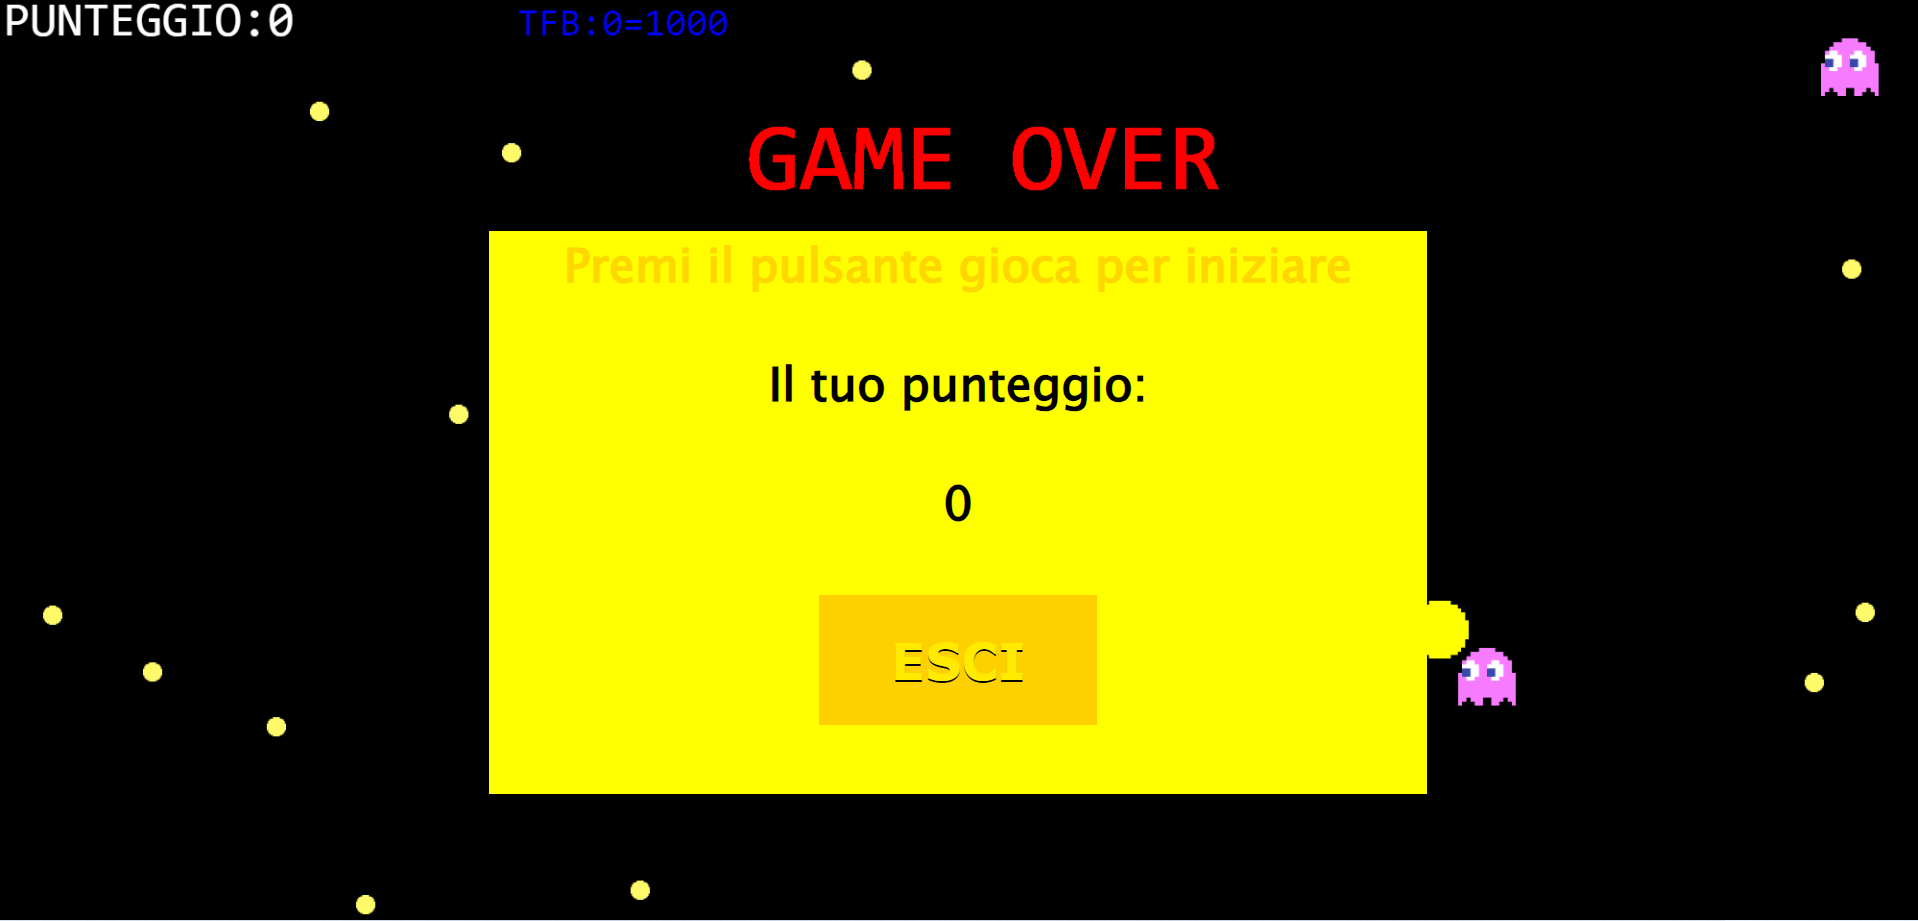 PUNTEGGIO:0
TFB:0=1000
GAME OVER
Premi il pulsante gioca per iniziare
Il tuo punteggio:
0
ESCI